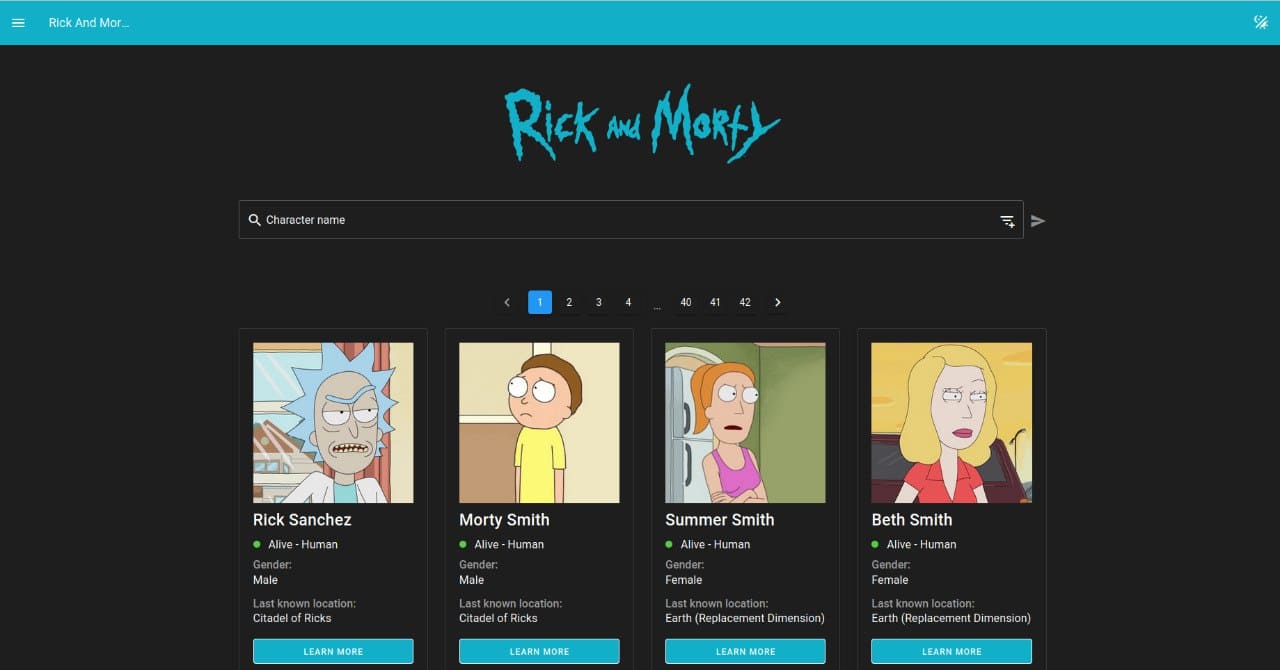 Rick And Mor...
Rick and Morty
Character name
1 2 3 4 ... 40 41 42
Rick Sanchez
Alive - Human
Gender:
Male
Last known location:
Citadel of Ricks
LEARN MORE
Morty Smith
Alive - Human
Gender:
Male
Last known location:
Citadel of Ricks
LEARN MORE
Summer Smith
Alive - Human
Gender:
Female
Last known location:
Earth (Replacement Dimension)
LEARN MORE
Beth Smith
Alive - Human
Gender:
Female
Last known location:
Earth (Replacement Dimension)
LEARN MORE